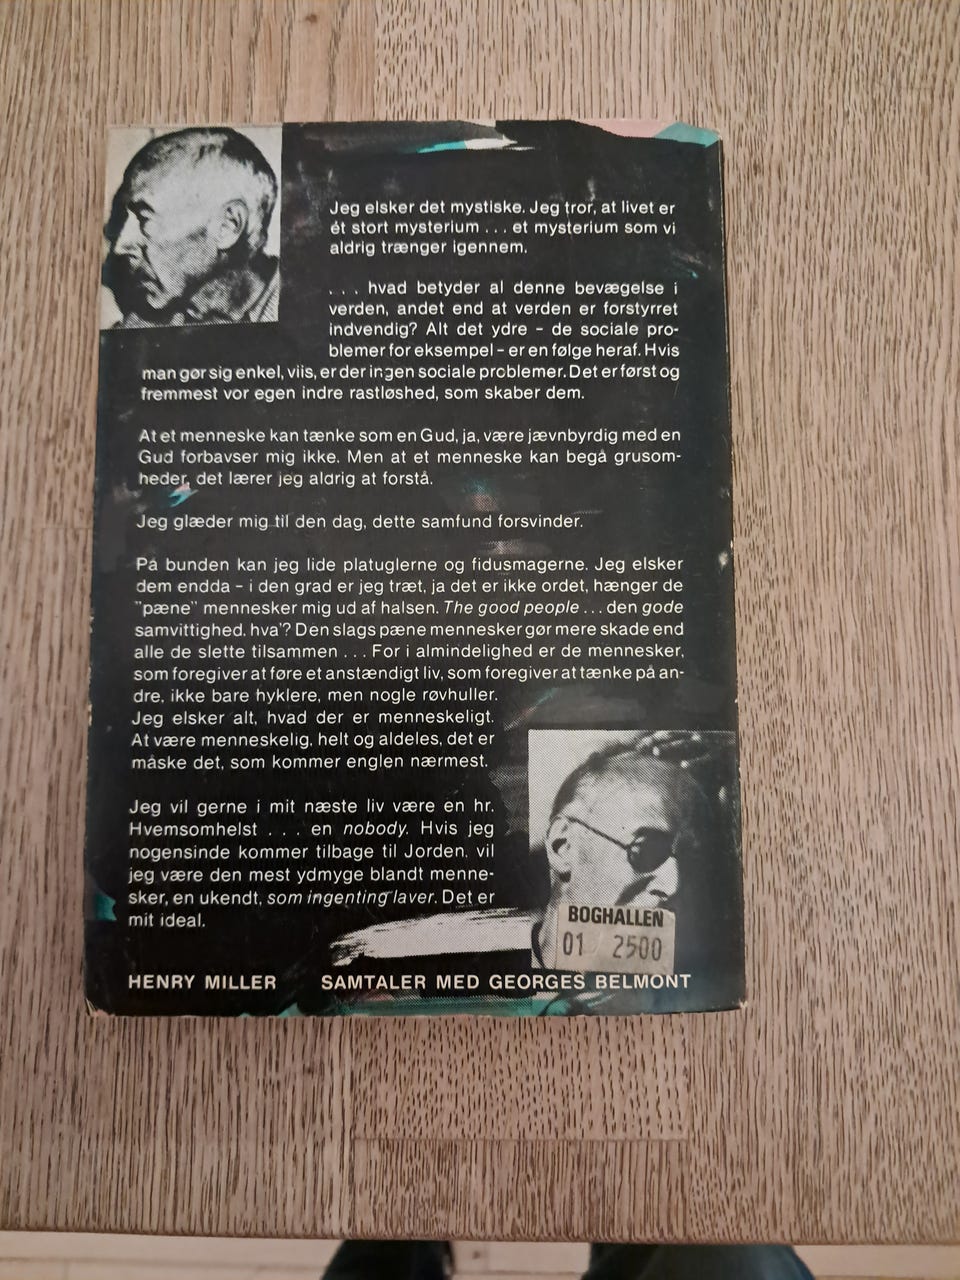 Jeg elsker det mystiske. Jeg tror, at livet er
ét stort mysterium . . . et mysterium som vi
aldrig trænger igennem.
. . . hvad betyder al denne bevægelse i
verden, andet end at verden er forstyrret
indvendig? Alt det ydre – de sociale pro-
blemer for eksempel – er en følge heraf. Hvis
man gør sig enkel, viis, er der ingen sociale problemer. Det er først og
fremmest vor egen indre rastløshed, som skaber dem.
At et menneske kan tænke som en Gud, ja, være jævnbyrdig med en
Gud forbavser mig ikke. Men at et menneske kan begå grusom-
heder, det lærer jeg aldrig at forstå.
Jeg glæder mig til den dag, dette samfund forsvinder.
På bunden kan jeg lide platuglerne og fidusmagerne. Jeg elsker
dem endda – i den grad er jeg træt, ja det er ikke ordet, hænger de
"pæne" mennesker mig ud af halsen. The good people . . . den gode
samvittighed, hva'? Den slags pæne mennesker gør mere skade end
alle de slette tilsammen . . . For i almindelighed er de mennesker,
som foregiver at føre et anstændigt liv, som foregiver at tænke på an-
dre, ikke bare hyklere, men nogle røvhuller.
Jeg elsker alt, hvad der er menneskeligt.
At være menneskelig, helt og aldeles, det er
måske det, som kommer englen nærmest.
Jeg vil gerne i mit næste liv være en hr.
Hvemsomhelst . . . en nobody. Hvis jeg
nogensinde kommer tilbage til Jorden, vil
jeg være den mest ydmyge blandt menne-
sker, en ukendt, som ingenting laver. Det er
mit ideal.
BOGHALLEN
01 2500
HENRY MILLER SAMTALER MED GEORGES BELMONT